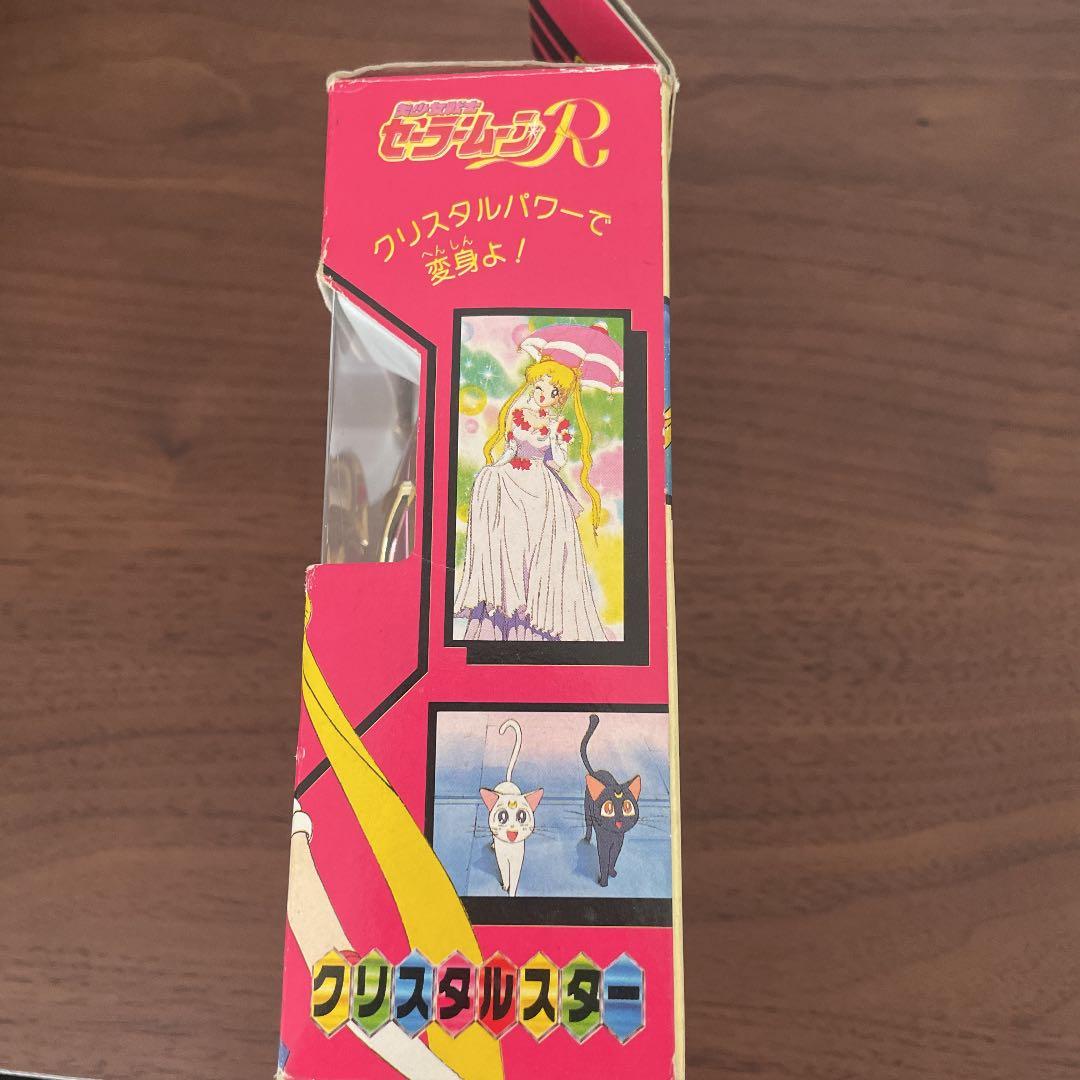 美少女戦士
セーラームーンR
クリスタルパワーで
へんしん
変身よ！
クリスタルスター